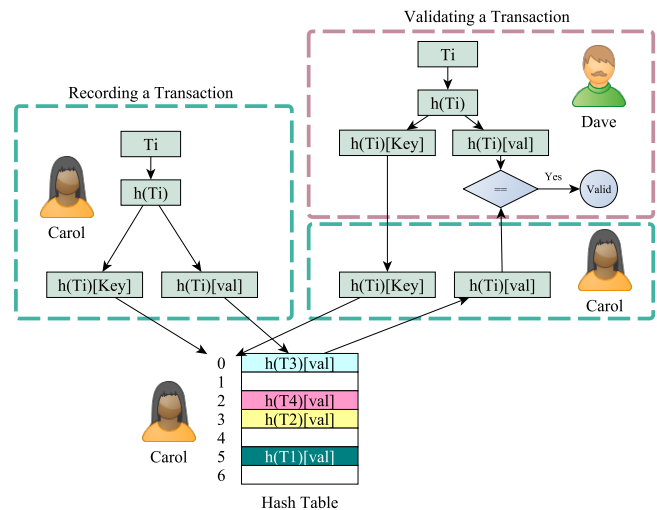 Validating a Transaction
Ti
h(Ti)
Dave
h(Ti)[Key]
h(Ti)[val]
==
Yes
Valid
Recording a Transaction
Ti
h(Ti)
Carol
h(Ti)[Key]
h(Ti)[val]
h(Ti)[Key]
h(Ti)[val]
Carol
0 h(T3)[val]
1
2 h(T4)[val]
3 h(T2)[val]
4
5 h(T1)[val]
6
Carol
Hash Table